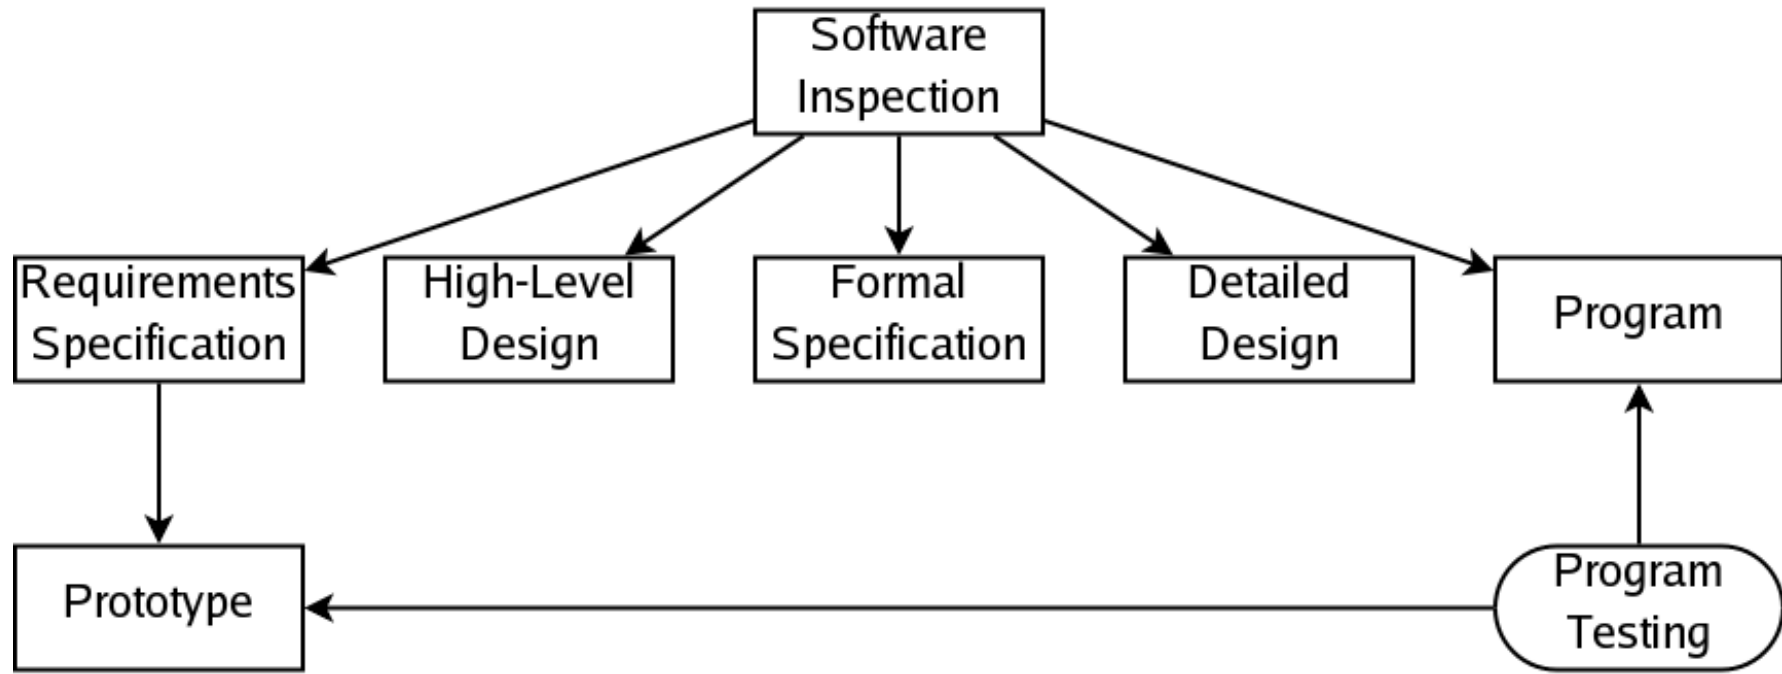 Software
Inspection
Requirements
Specification
High-Level
Design
Formal
Specification
Detailed
Design
Program
Prototype
Program
Testing